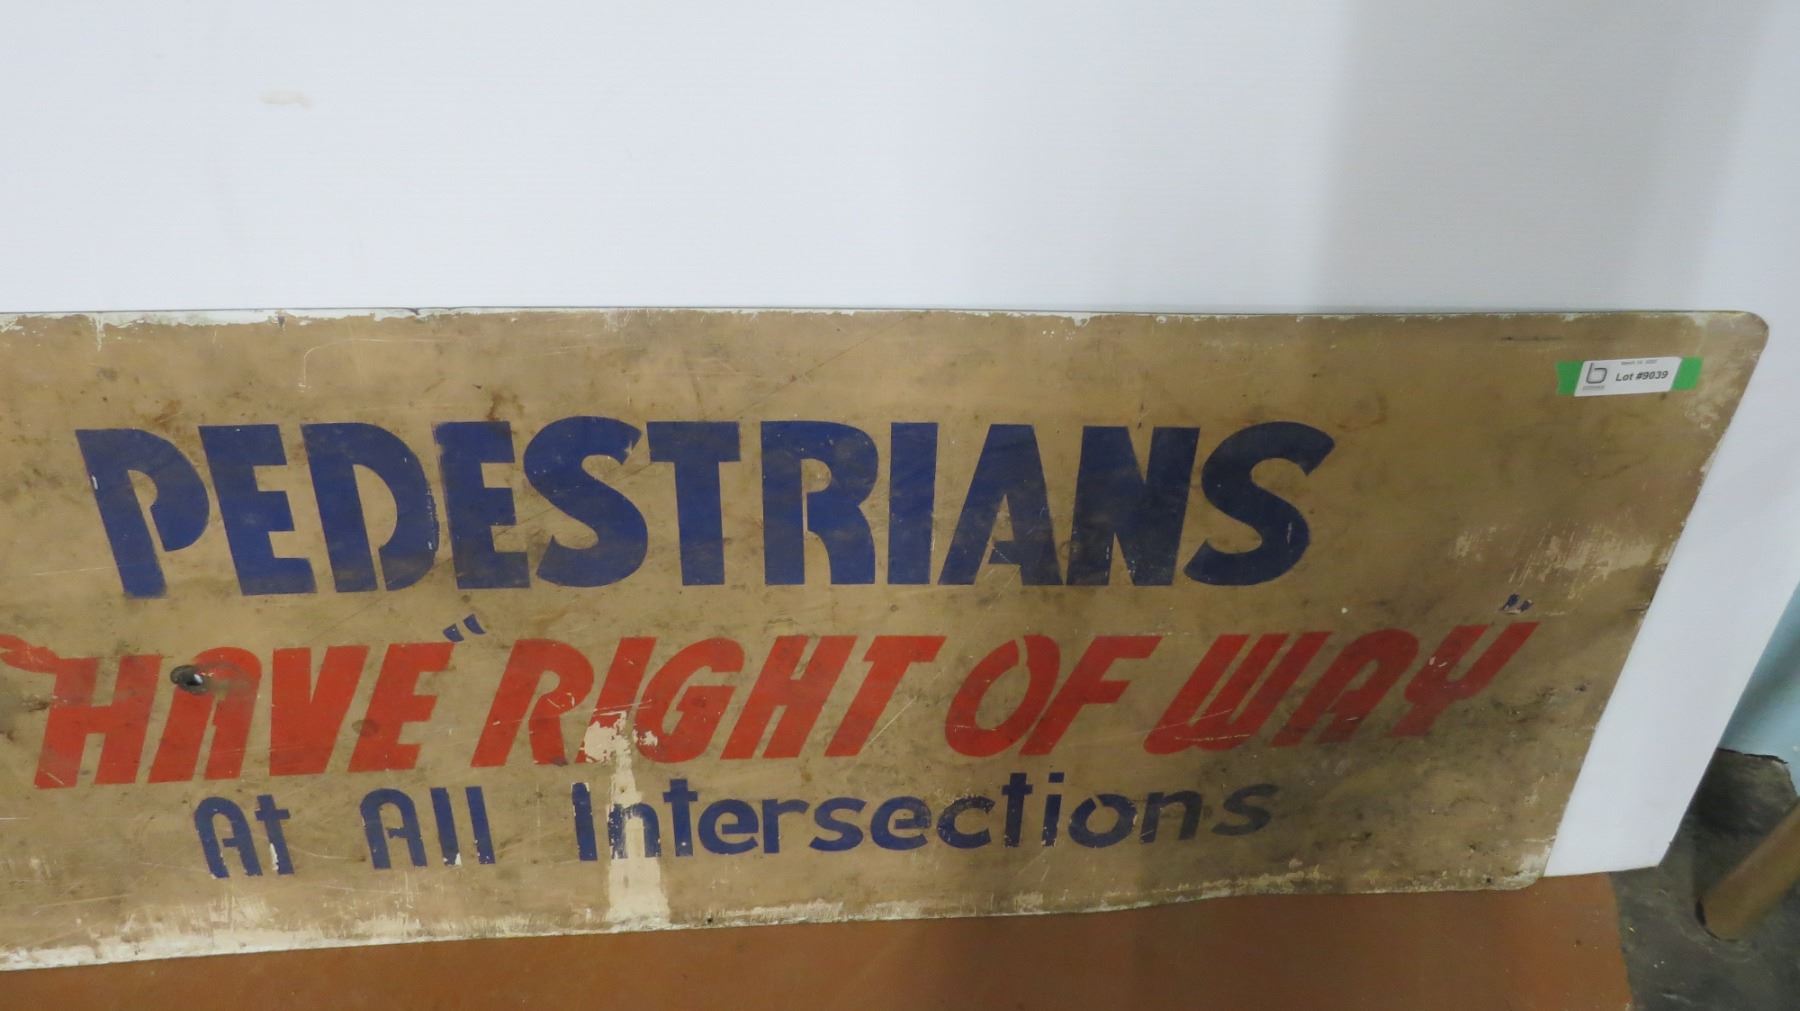 Lot #9039
PEDESTRIANS
HAVE "RIGHT OF WAY"
At All Intersections